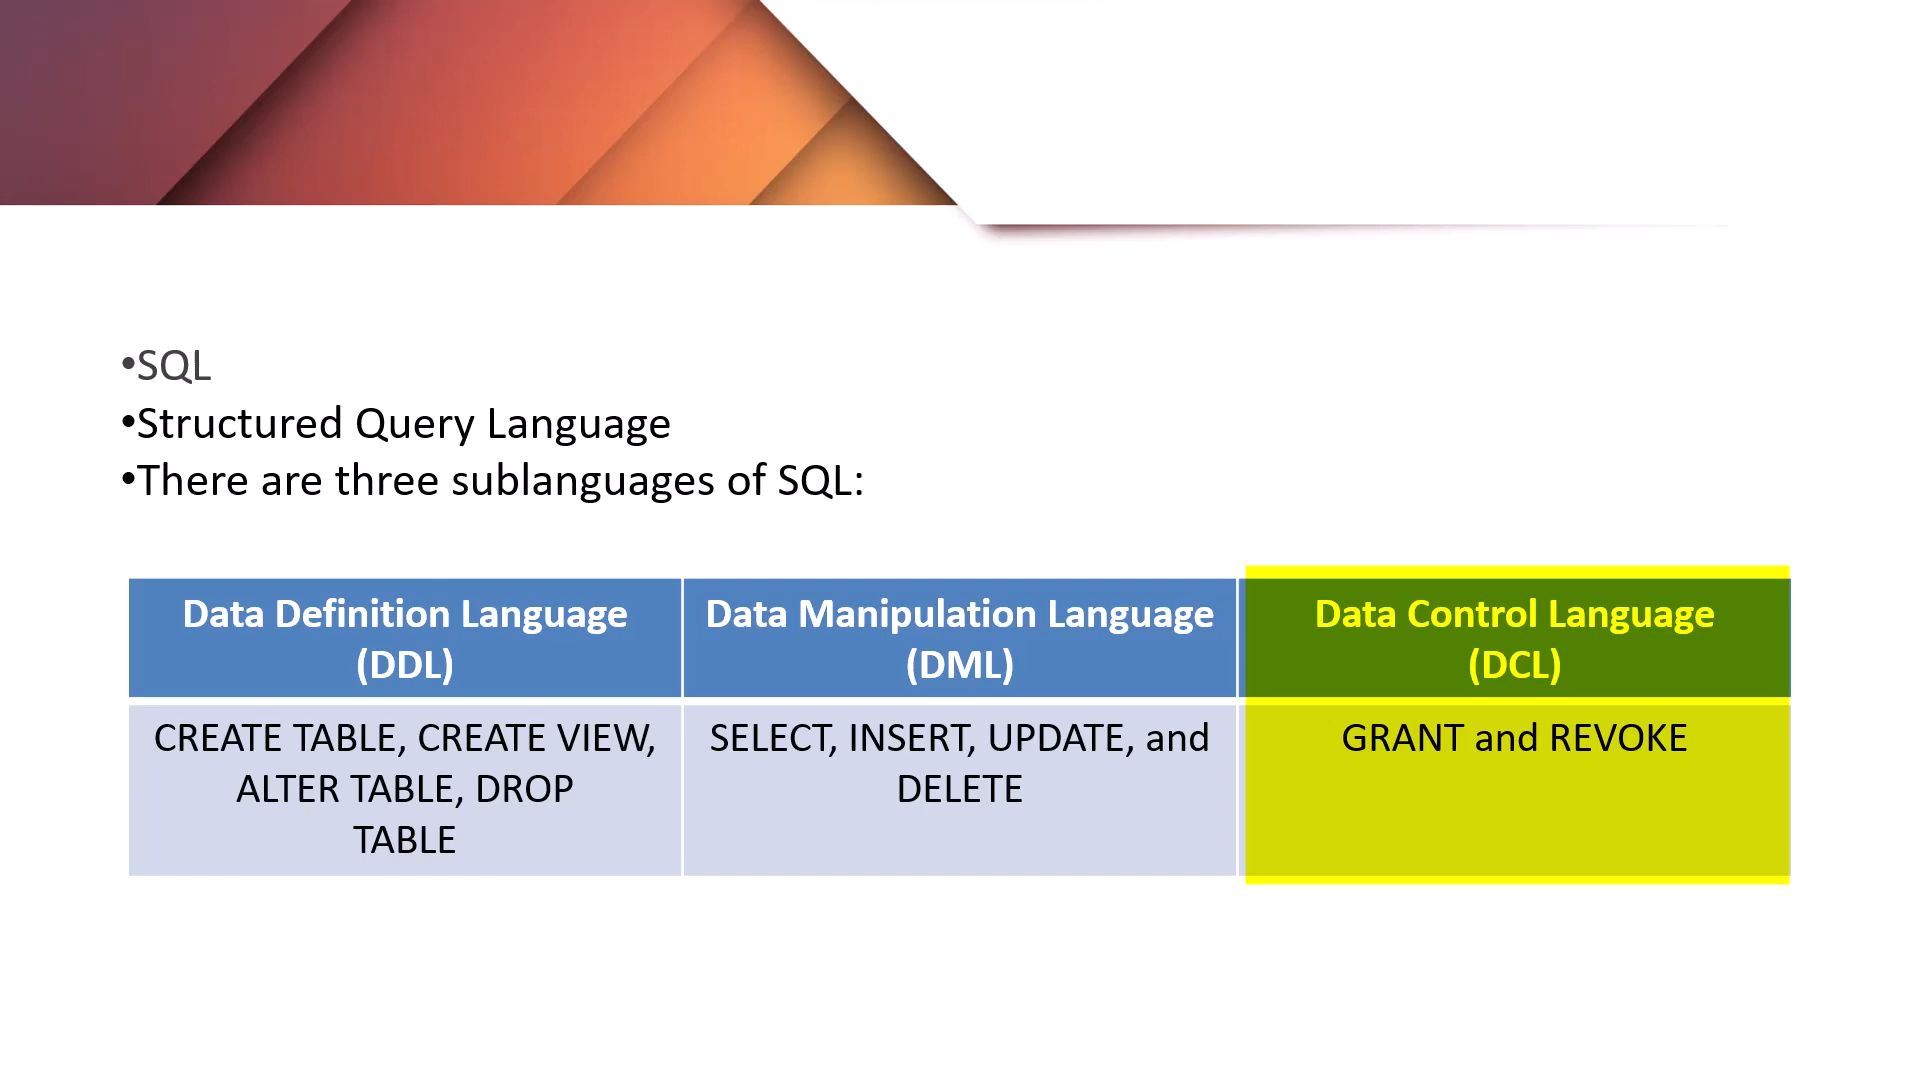 •SQL
•Structured Query Language
•There are three sublanguages of SQL:
Data Definition Language
(DDL)
Data Manipulation Language
(DML)
Data Control Language
(DCL)
CREATE TABLE, CREATE VIEW,
ALTER TABLE, DROP
TABLE
SELECT, INSERT, UPDATE, and
DELETE
GRANT and REVOKE